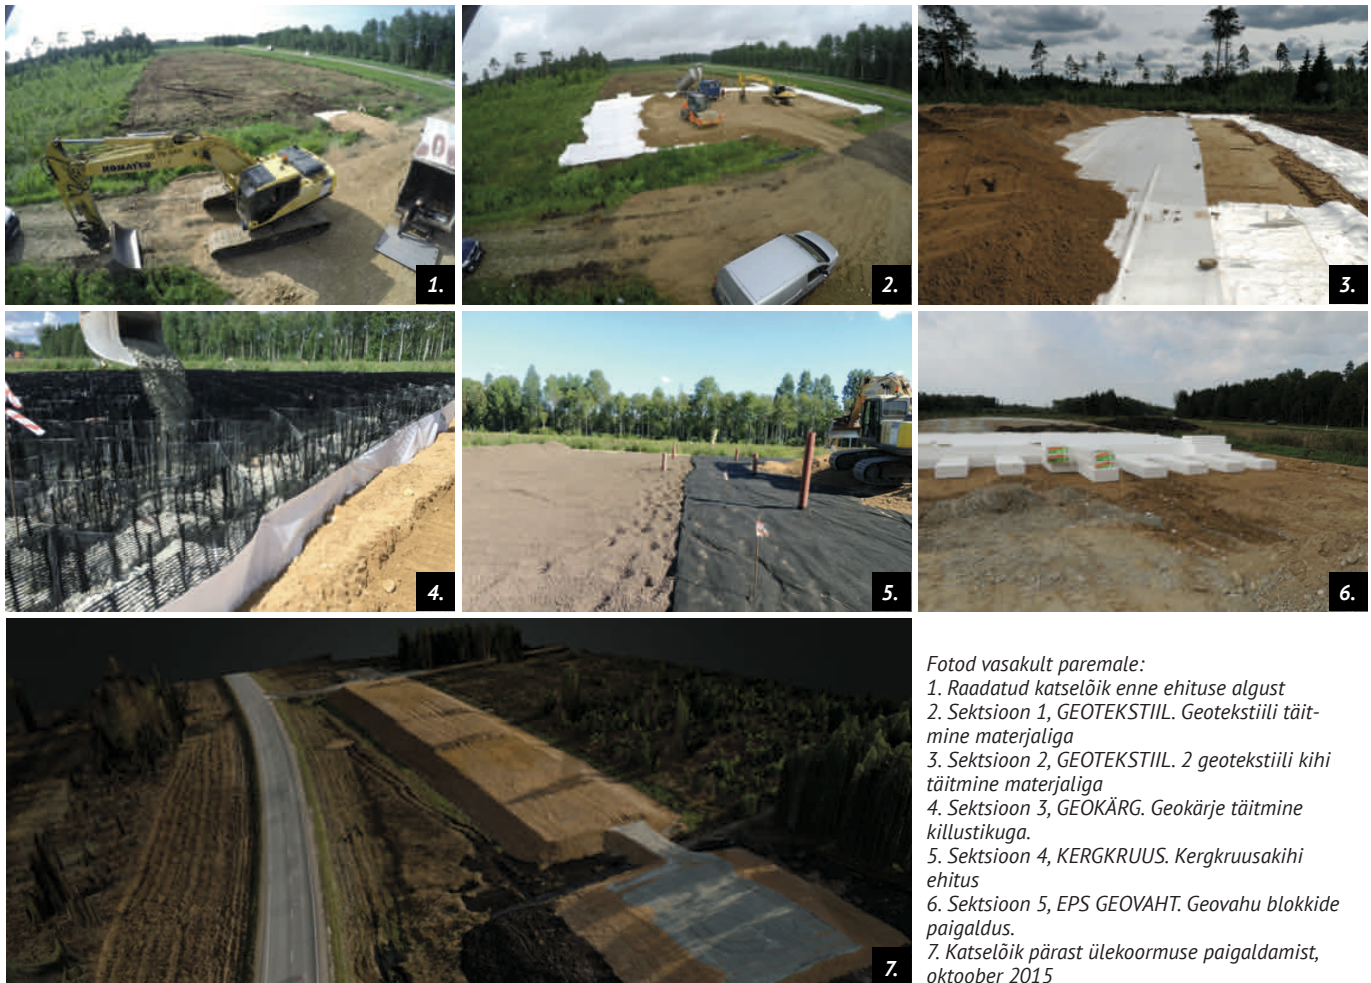 KOMATSU
1.
2.
3.
4.
5.
6.
7.
Fotod vasakult paremale:
1. Raadatud katselõik enne ehituse algust
2. Sektsioon 1, GEOTEKSTIIL. Geotekstiili täit-
mine materjaliga
3. Sektsioon 2, GEOTEKSTIIL. 2 geotekstiili kihi
täitmine materjaliga
4. Sektsioon 3, GEOKÄRG. Geokärje täitmine
killustikuga.
5. Sektsioon 4, KERGKRUUS. Kergkruusakihi
ehitus
6. Sektsioon 5, EPS GEOVAHT. Geovahu blokkide
paigaldus.
7. Katselõik pärast ülekoormuse paigaldamist,
oktoober 2015